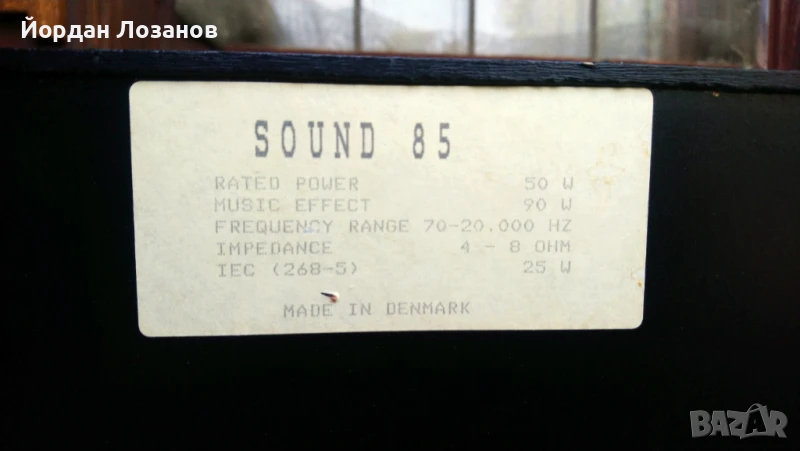 Йордан Лозанов
SOUND 85
RATED POWER 50 W
MUSIC EFFECT 90 W
FREQUENCY RANGE 70-20.000 HZ
IMPEDANCE 4 - 8 OHM
IEC (268-5) 25 W
MADE IN DENMARK
BAZAR